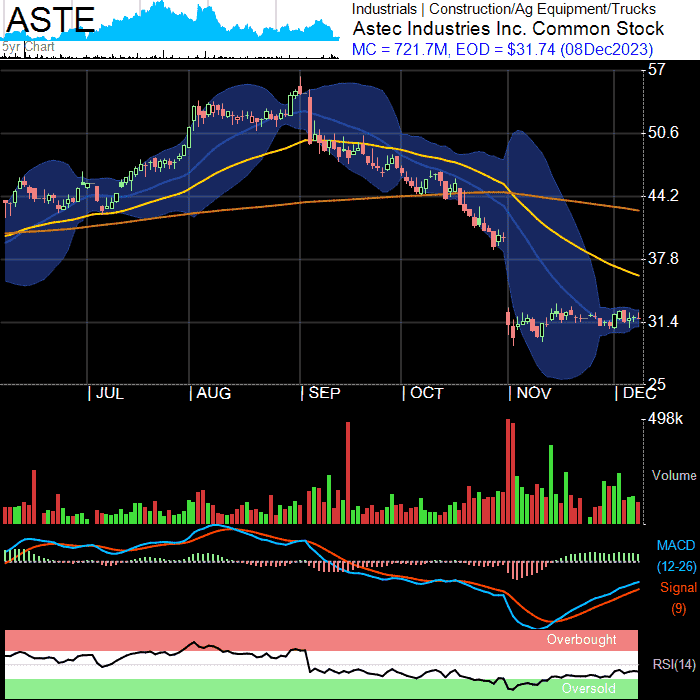 ASTE
5yr Chart
Industrials | Construction/Ag Equipment/Trucks
Astec Industries Inc. Common Stock
MC = 721.7M, EOD = $31.74 (08Dec2023)
57
50.6
44.2
37.8
31.4
25
JUL AUG SEP OCT NOV DEC
498k
Volume
MACD
(12-26)
Signal
(9)
Overbought
RSI(14)
Oversold